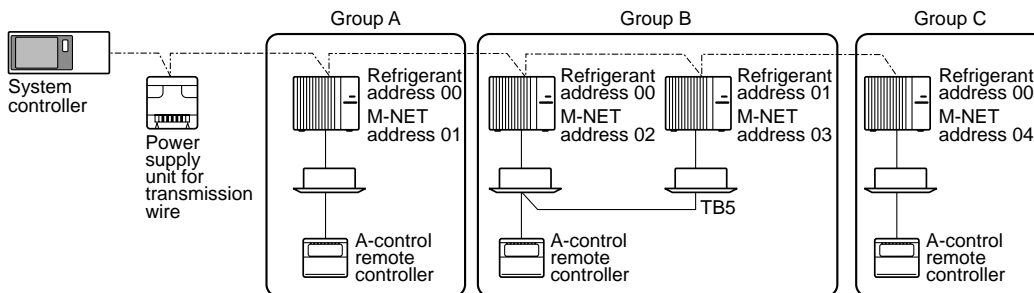 Group A
Group B
Group C
System
controller
Power
supply
unit for
transmission
wire
Refrigerant
address 00
M-NET
address 01
A-control
remote
controller
Refrigerant
address 00
M-NET
address 02
A-control
remote
controller
Refrigerant
address 01
M-NET
address 03
TB5
Refrigerant
address 00
M-NET
address 04
A-control
remote
controller